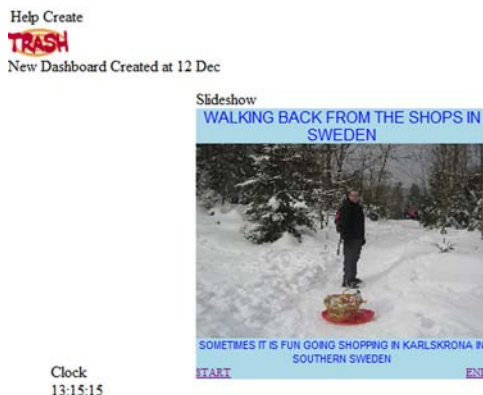 Help Create
TRASH
New Dashboard Created at 12 Dec
Slideshow
WALKING BACK FROM THE SHOPS IN
SWEDEN
SOMETIMES IT IS FUN GOING SHOPPING IN KARLSKRONA IN
SOUTHERN SWEDEN
START
END
Clock
13:15:15